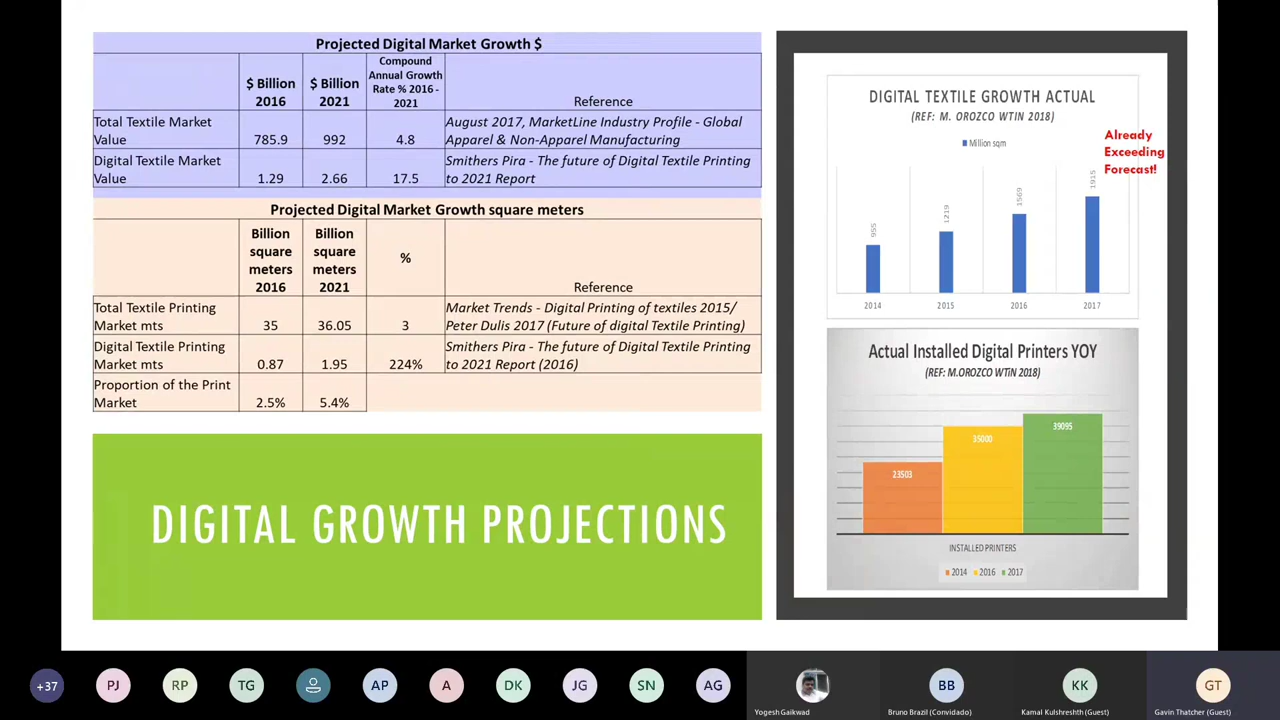 Projected Digital Market Growth $
$ Billion
2016
$ Billion
2021
Compound
Annual Growth
Rate % 2016 -
2021
Reference
Total Textile Market
Value
785.9
992
4.8
August 2017, MarketLine Industry Profile - Global
Apparel & Non-Apparel Manufacturing
Digital Textile Market
Value
1.29
2.66
17.5
Smithers Pira - The future of Digital Textile Printing
to 2021 Report
Projected Digital Market Growth square meters
Billion
square
meters
2016
Billion
square
meters
2021
%
Reference
Total Textile Printing
Market mts
35
36.05
3
Market Trends - Digital Printing of textiles 2015/
Peter Dulis 2017 (Future of digital Textile Printing)
Digital Textile Printing
Market mts
0.87
1.95
224%
Smithers Pira - The future of Digital Textile Printing
to 2021 Report (2016)
Proportion of the Print
Market
2.5%
5.4%
DIGITAL GROWTH PROJECTIONS
DIGITAL TEXTILE GROWTH ACTUAL
(REF: M. OROZCO WTIN 2018)
Million sqm
Already
Exceeding
Forecast!
955
1219
1569
1915
2014
2015
2016
2017
Actual Installed Digital Printers YOY
(REF: M.OROZCO WTiN 2018)
23503
35000
39095
INSTALLED PRINTERS
2014 2016 2017
+37
PJ
RP
TG
AP
A
DK
JG
SN
AG
BB
KK
GT
Yogesh Gaikwad
Bruno Brazil (Convidado)
Kamal Kulshreshth (Guest)
Gavin Thatcher (Guest)